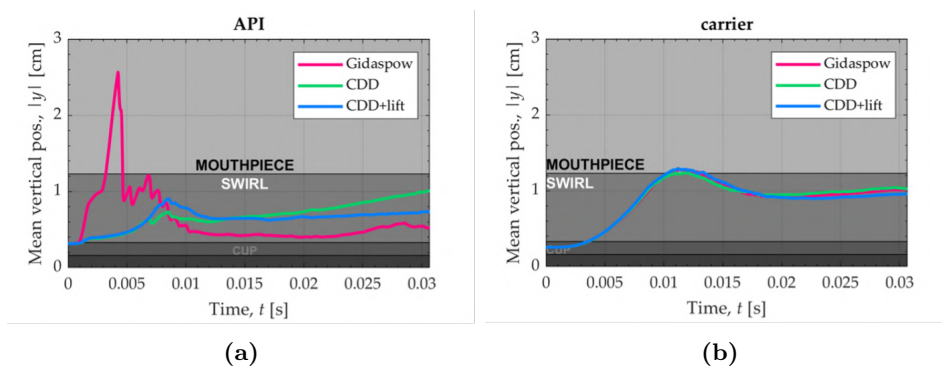 API
3
2
1
0
Mean vertical pos., |y| [cm]
Gidaspow
CDD
CDD+lift
MOUTHPIECE
SWIRL
CUP
0 0.005 0.01 0.015 0.02 0.025 0.03
Time, t [s]
(a)
carrier
3
2
1
0
Mean vertical pos., |y| [cm]
Gidaspow
CDD
CDD+lift
MOUTHPIECE
SWIRL
CUP
0 0.005 0.01 0.015 0.02 0.025 0.03
Time, t [s]
(b)